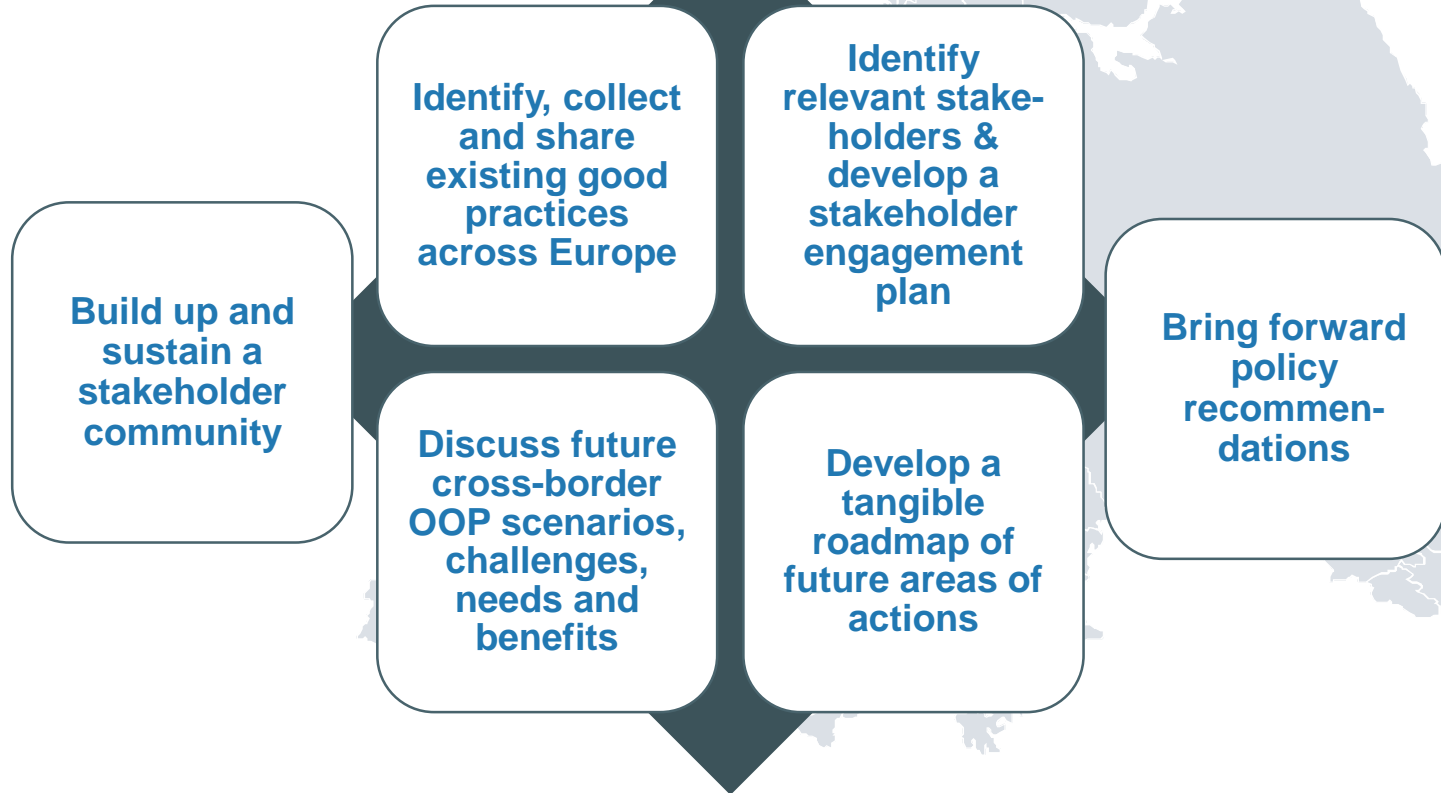 Build up and
sustain a
stakeholder
community
Identify, collect
and share
existing good
practices
across Europe
Identify
relevant stake-
holders &
develop a
stakeholder
engagement
plan
Discuss future
cross-border
OOP scenarios,
challenges,
needs and
benefits
Develop a
tangible
roadmap of
future areas of
actions
Bring forward
policy
recommen-
dations